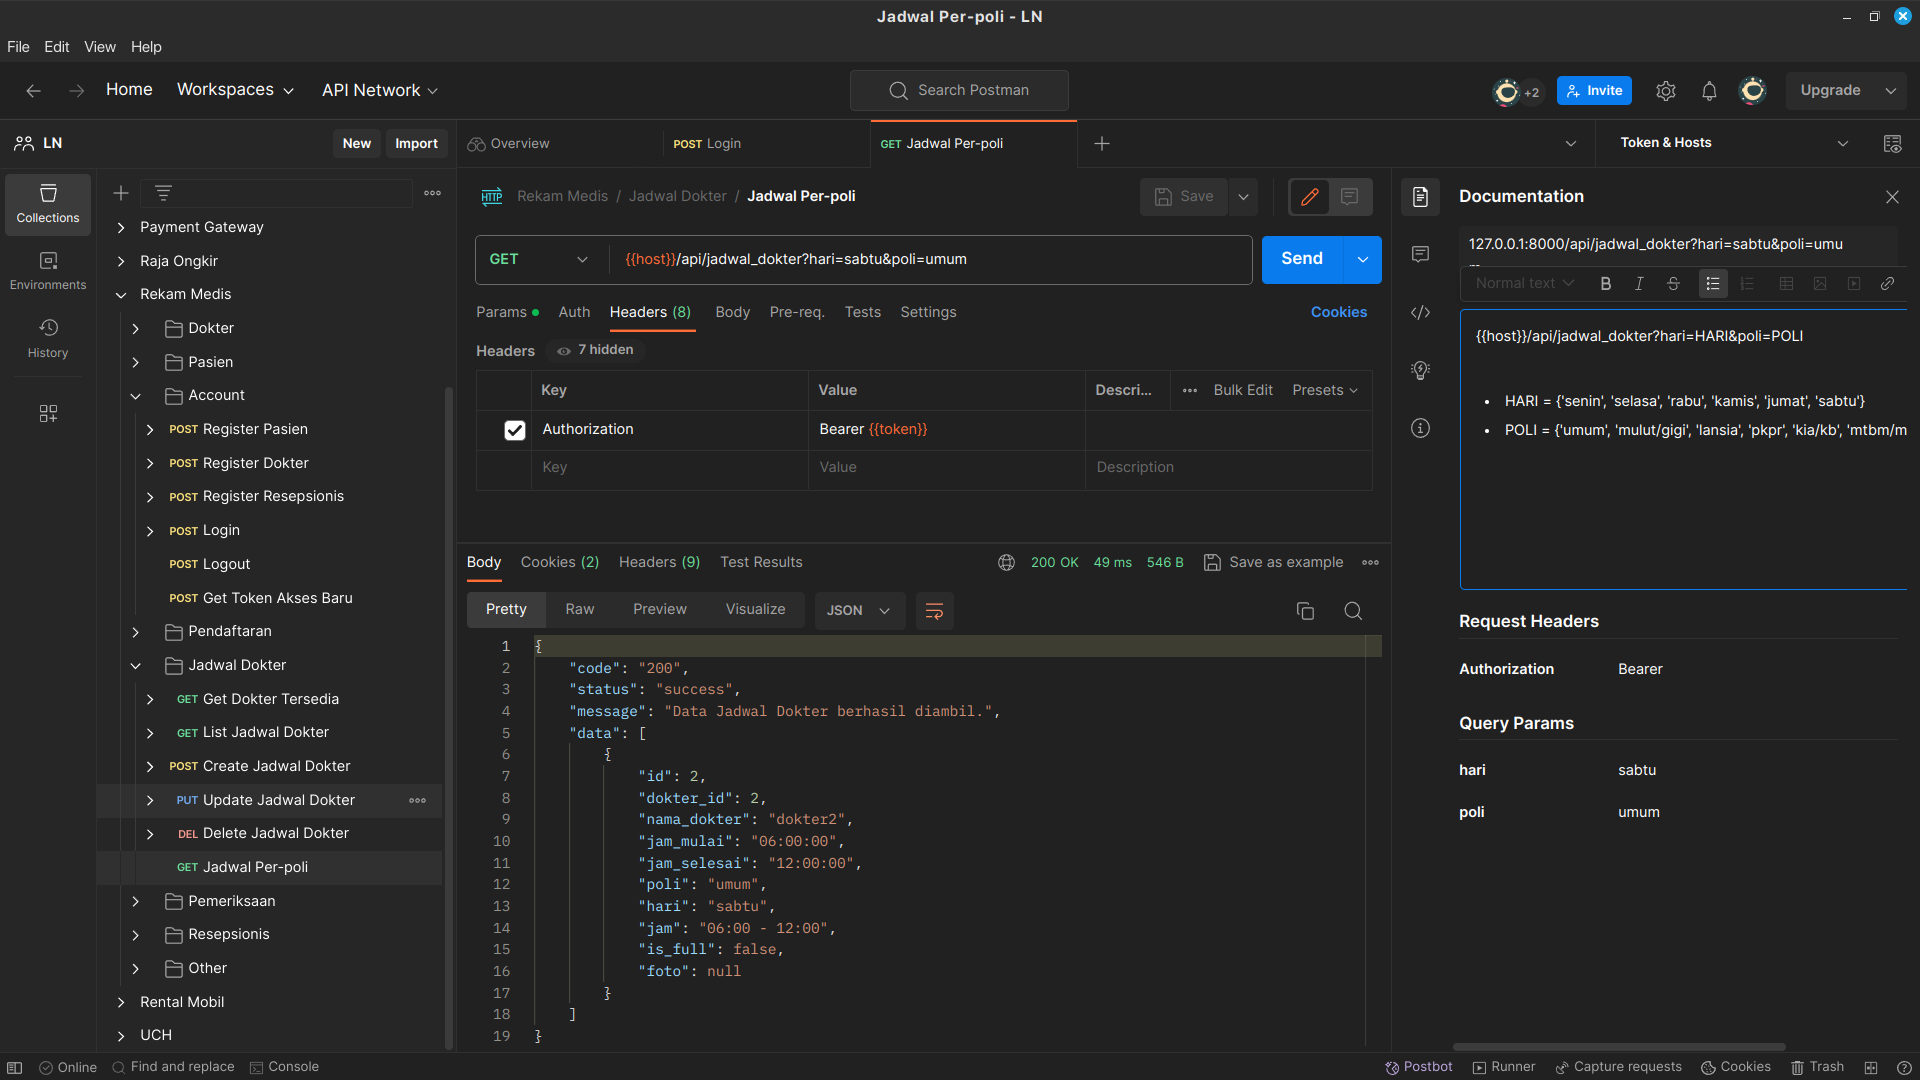 Jadwal Per-poli - LN
File Edit View Help
Home Workspaces API Network Search Postman +2 Invite Upgrade
LN New Import
Overview POST Login GET Jadwal Per-poli Token & Hosts
Collections
Environments
History
Payment Gateway
Raja Ongkir
Rekam Medis
Dokter
Pasien
Account
POST Register Pasien
POST Register Dokter
POST Register Resepsionis
POST Login
POST Logout
POST Get Token Akses Baru
Pendaftaran
Jadwal Dokter
GET Get Dokter Tersedia
GET List Jadwal Dokter
POST Create Jadwal Dokter
PUT Update Jadwal Dokter
DEL Delete Jadwal Dokter
GET Jadwal Per-poli
Pemeriksaan
Resepsionis
Other
Rental Mobil
UCH
HTTP Rekam Medis / Jadwal Dokter / Jadwal Per-poli Save
GET {{host}}/api/jadwal_dokter?hari=sabtu&poli=umum Send
Params Auth Headers (8) Body Pre-req. Tests Settings Cookies
Headers 7 hidden
Key Value Descri... Bulk Edit Presets
Authorization Bearer {{token}}
Key Value Description
Body Cookies (2) Headers (9) Test Results 200 OK 49 ms 546 B Save as example
Pretty Raw Preview Visualize JSON
1 {
2 "code": "200",
3 "status": "success",
4 "message": "Data Jadwal Dokter berhasil diambil.",
5 "data": [
6 {
7 "id": 2,
8 "dokter_id": 2,
9 "nama_dokter": "dokter2",
10 "jam_mulai": "06:00:00",
11 "jam_selesai": "12:00:00",
12 "poli": "umum",
13 "hari": "sabtu",
14 "jam": "06:00 - 12:00",
15 "is_full": false,
16 "foto": null
17 }
18 ]
19 }
Documentation
127.0.0.1:8000/api/jadwal_dokter?hari=sabtu&poli=umu
Normal text B I S
{{host}}/api/jadwal_dokter?hari=HARI&poli=POLI
• HARI = {'senin', 'selasa', 'rabu', 'kamis', 'jumat', 'sabtu'}
• POLI = {'umum', 'mulut/gigi', 'lansia', 'pkpr', 'kia/kb', 'mtbm/m
Request Headers
Authorization Bearer
Query Params
hari sabtu
poli umum
Online Find and replace Console Postbot Runner Capture requests Cookies Trash